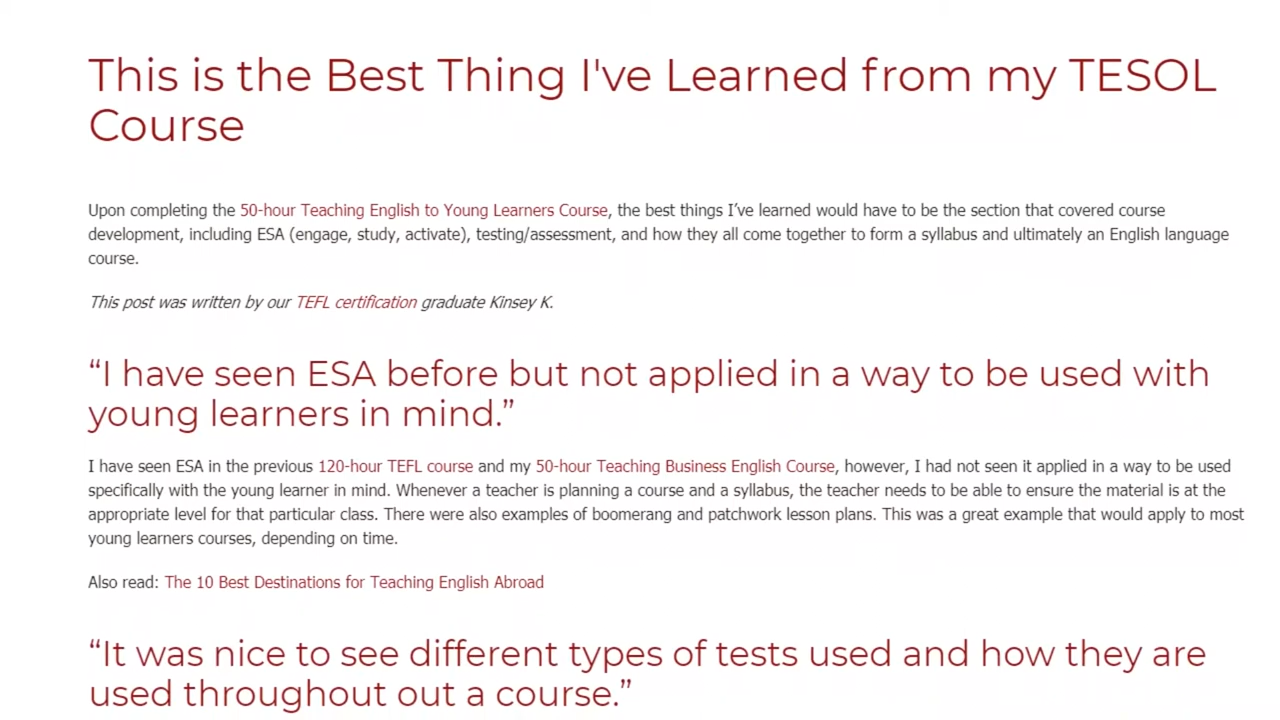 This is the Best Thing I've Learned from my TESOL
Course
Upon completing the 50-hour Teaching English to Young Learners Course, the best things I’ve learned would have to be the section that covered course
development, including ESA (engage, study, activate), testing/assessment, and how they all come together to form a syllabus and ultimately an English language
course.
This post was written by our TEFL certification graduate Kinsey K.
“I have seen ESA before but not applied in a way to be used with
young learners in mind.”
I have seen ESA in the previous 120-hour TEFL course and my 50-hour Teaching Business English Course, however, I had not seen it applied in a way to be used
specifically with the young learner in mind. Whenever a teacher is planning a course and a syllabus, the teacher needs to be able to ensure the material is at the
appropriate level for that particular class. There were also examples of boomerang and patchwork lesson plans. This was a great example that would apply to most
young learners courses, depending on time.
Also read: The 10 Best Destinations for Teaching English Abroad
“It was nice to see different types of tests used and how they are
used throughout out a course.”